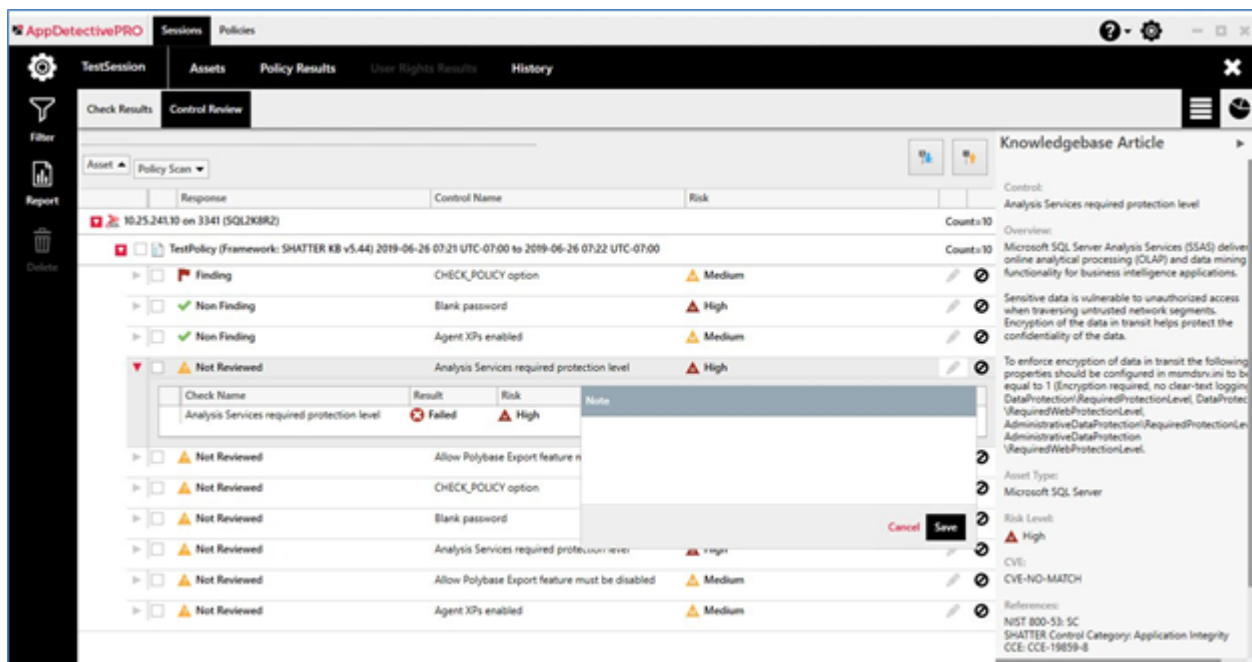 AppDetectivePRO Sessions Policies
TestSession Assets Policy Results User Rights Results History
Filter
Report
Delete
Check Results Control Review
Asset Policy Scan
Response Control Name Risk
10.25.241.10 on 3341 (SQL2K8R2) Count=10
TestPolicy (Framework: SHATTER KB v5.44) 2019-06-26 07:21 UTC-07:00 to 2019-06-26 07:22 UTC-07:00 Count=10
Finding CHECK_POLICY option Medium
Non Finding Blank password High
Non Finding Agent XPs enabled Medium
Not Reviewed Analysis Services required protection level High
Check Name Result Risk
Analysis Services required protection level Failed High
Note
Cancel Save
Not Reviewed Allow Polybase Export feature
Not Reviewed CHECK_POLICY option
Not Reviewed Blank password
Not Reviewed Analysis Services required protection level High
Not Reviewed Allow Polybase Export feature must be disabled Medium
Not Reviewed Agent XPs enabled Medium
Knowledgebase Article
Control:
Analysis Services required protection level
Overview:
Microsoft SQL Server Analysis Services (SSAS) deliver
online analytical processing (OLAP) and data mining
functionality for business intelligence applications.
Sensitive data is vulnerable to unauthorized access
when traversing untrusted network segments.
Encryption of the data in transit helps protect the
confidentiality of the data.
To enforce encryption of data in transit the following
properties should be configured in msmdsrv.ini to be
equal to 1 (Encryption required, no clear-text logging
DataProtection\RequiredProtectionLevel, DataProtec
\RequiredWebProtectionLevel,
AdministrativeDataProtection\RequiredProtectionLe
AdministrativeDataProtection
\RequiredWebProtectionLevel.
Asset Type:
Microsoft SQL Server
Risk Level:
High
CVE:
CVE-NO-MATCH
References:
NIST 800-53: SC
SHATTER Control Category: Application Integrity
CCE: CCE-19859-8